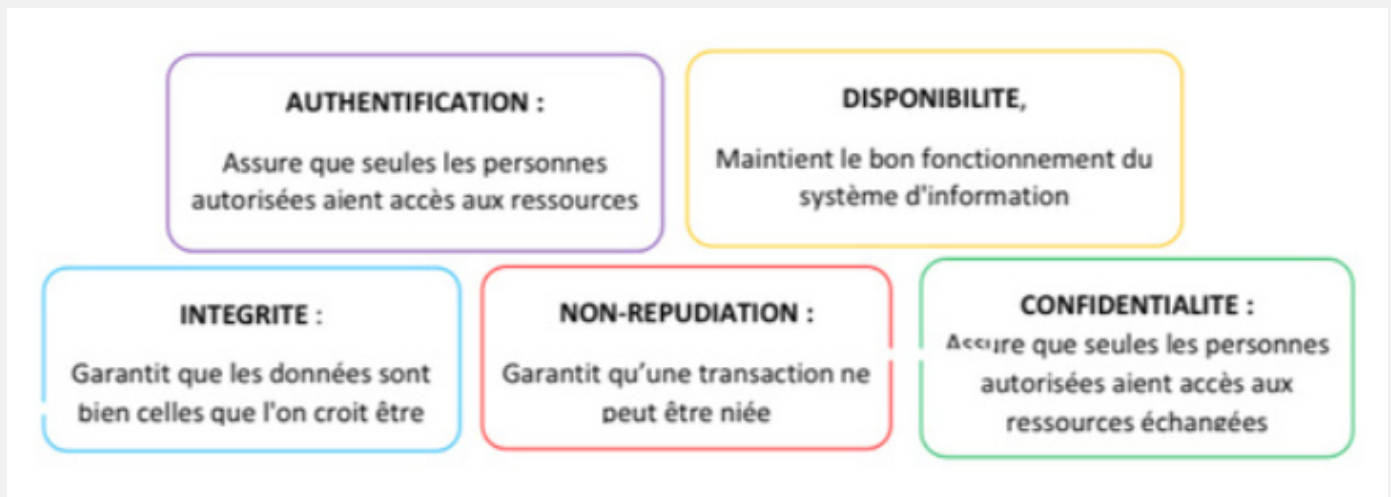 AUTHENTIFICATION :
Assure que seules les personnes
autorisées aient accès aux ressources
DISPONIBILITE,
Maintient le bon fonctionnement du
système d'information
INTEGRITE :
Garantit que les données sont
bien celles que l'on croit être
NON-REPUDIATION :
Garantit qu’une transaction ne
peut être niée
CONFIDENTIALITE :
Assure que seules les personnes
autorisées aient accès aux
ressources échangées